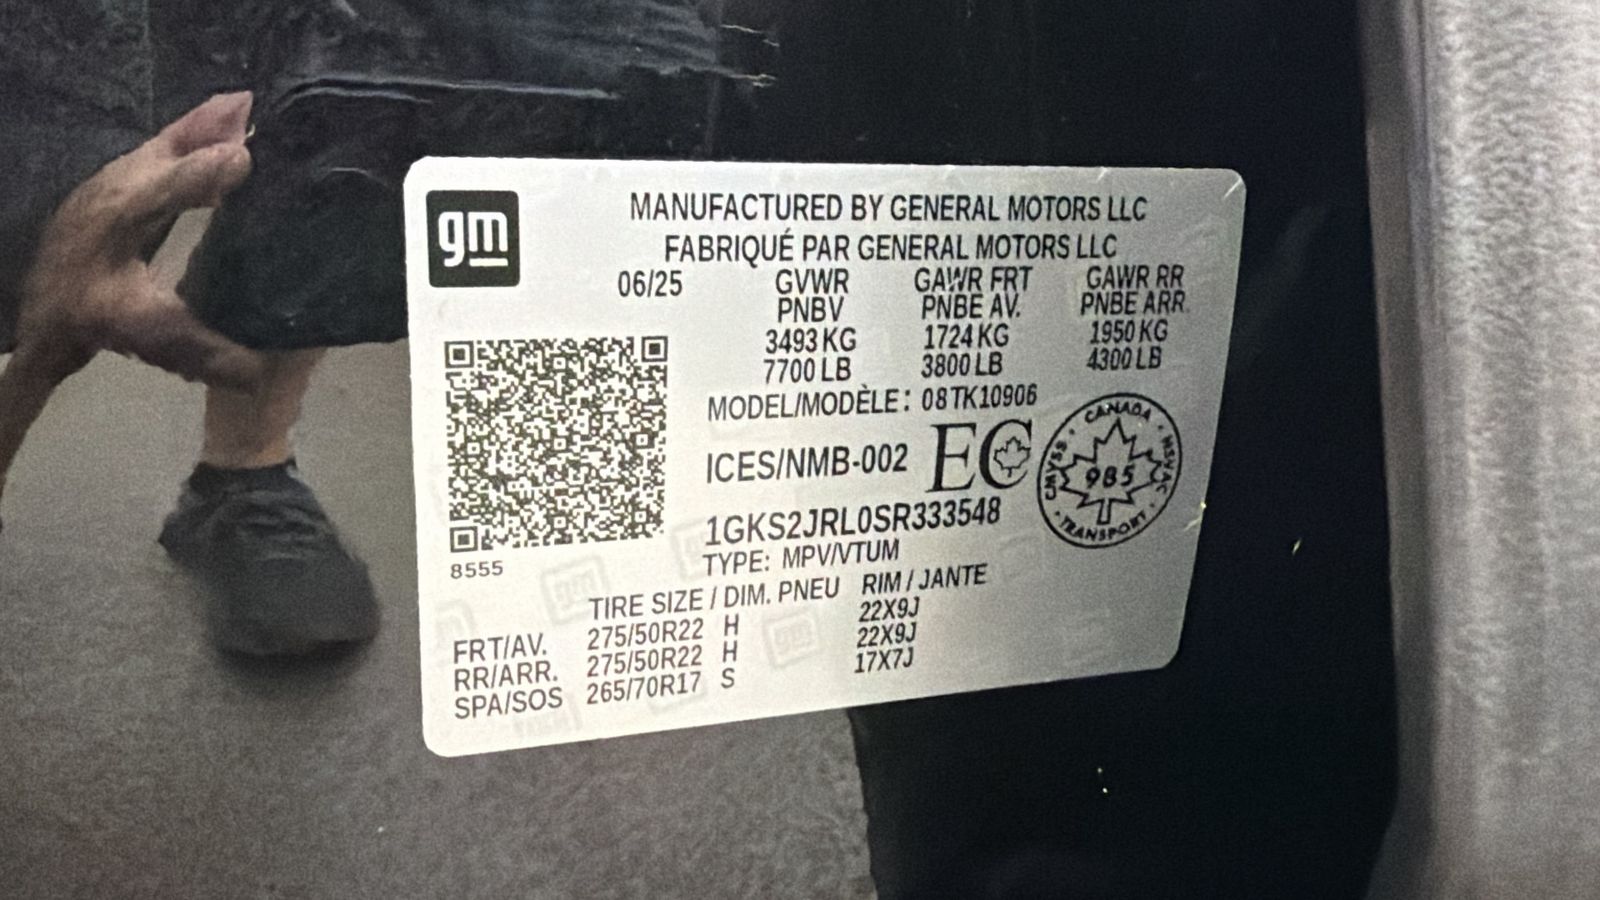 gm
MANUFACTURED BY GENERAL MOTORS LLC
FABRIQUÉ PAR GENERAL MOTORS LLC
06/25 GVWR GAWR FRT GAWR RR
PNBV PNBE AV. PNBE ARR.
3493 KG 1724 KG 1950 KG
7700 LB 3800 LB 4300 LB
MODEL/MODÈLE: 08TK10906
ICES/NMB-002 EC
CANADA
CMVSS 985 NSVAC
TRANSPORT
1GKS2JRL0SR333548
TYPE: MPV/VTUM
8555
TIRE SIZE / DIM. PNEU RIM / JANTE
FRT/AV. 275/50R22 H 22X9J
RR/ARR. 275/50R22 H 22X9J
SPA/SOS 265/70R17 S 17X7J